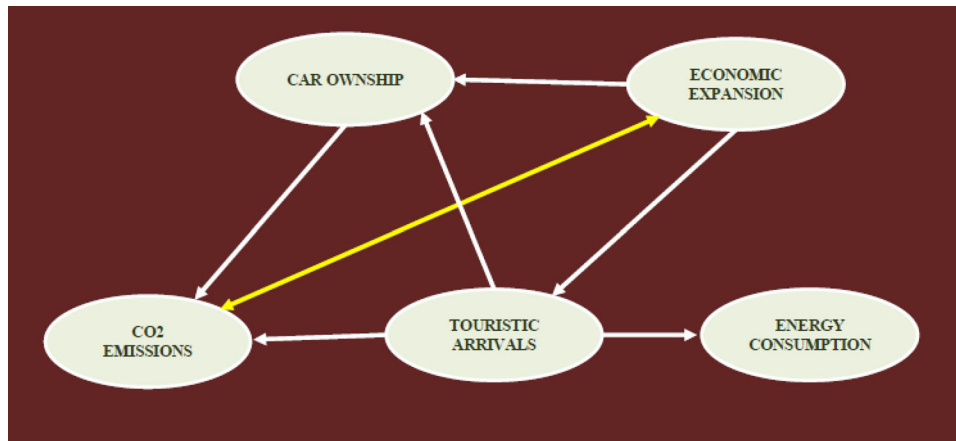 CAR OWNSHIP
ECONOMIC
EXPANSION
CO2
EMISSIONS
TOURISTIC
ARRIVALS
ENERGY
CONSUMPTION